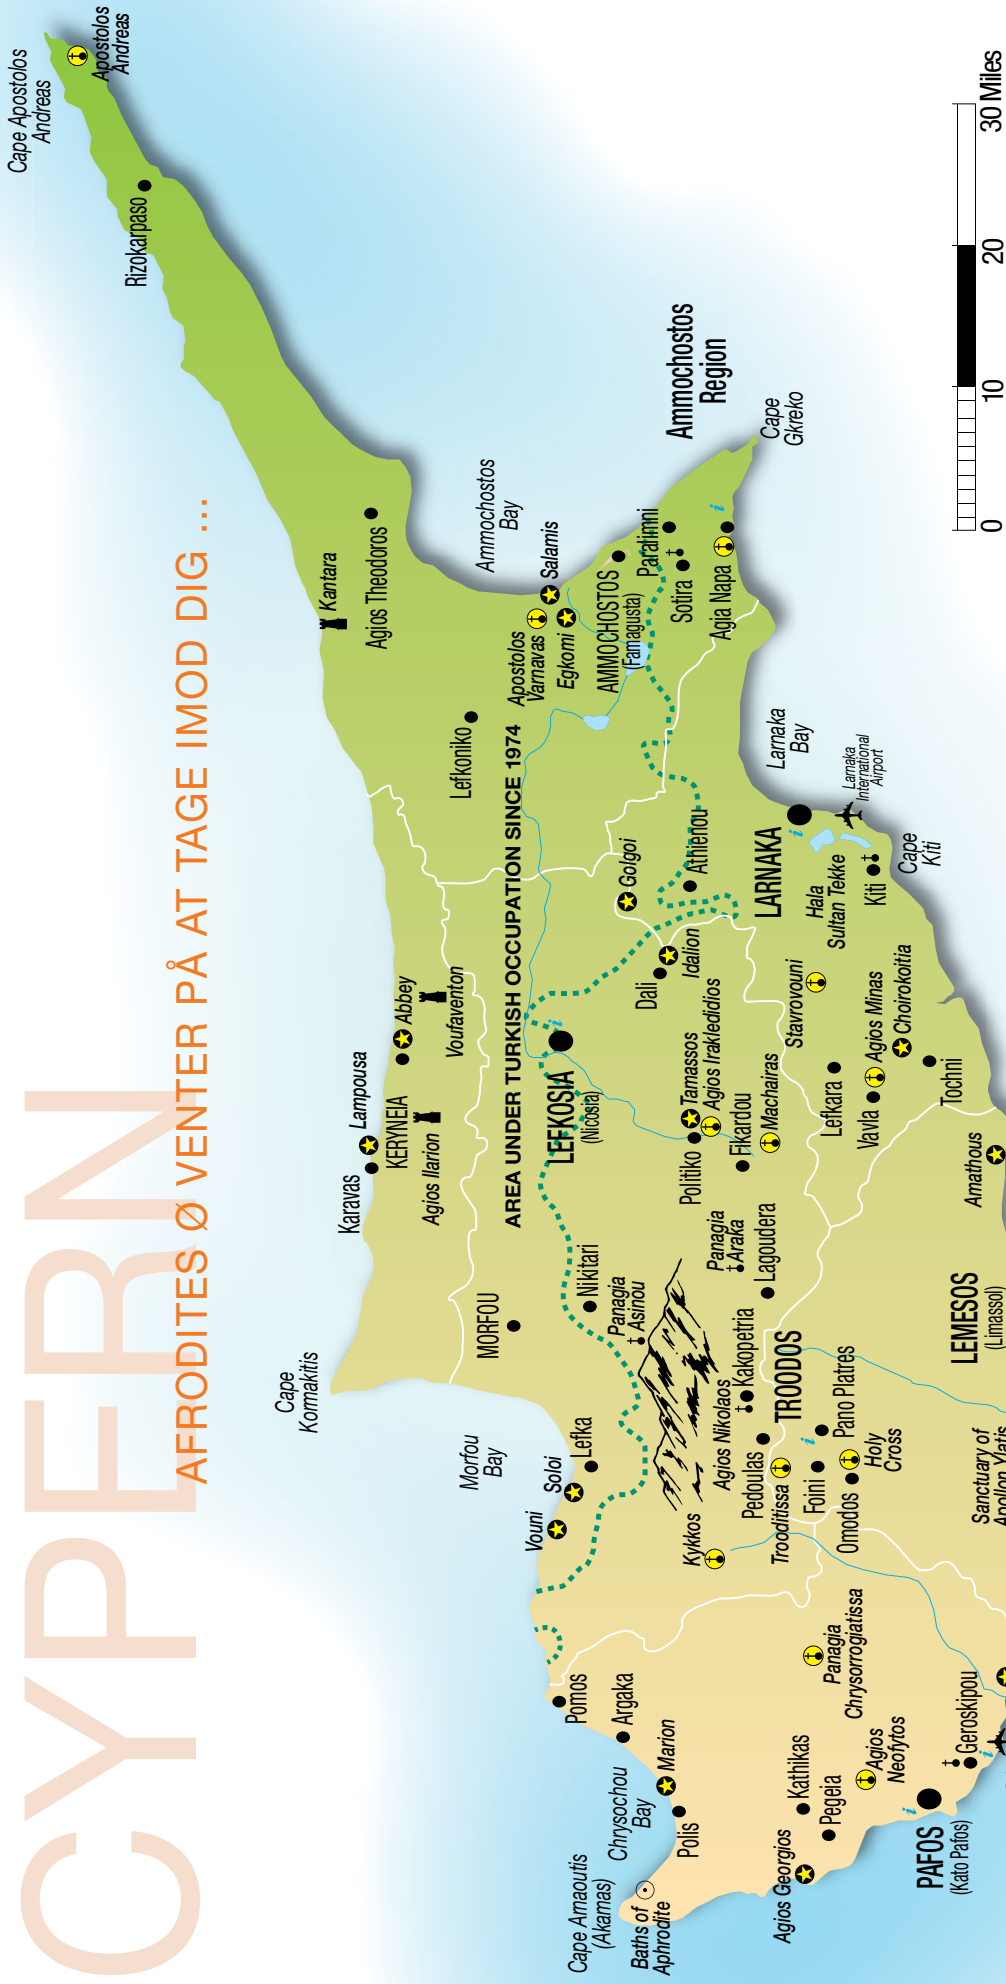 CYPERN
AFRODITES Ø VENTER PÅ AT TAGE IMOD DIG ...
Cape Apostolos
Andreas
Apostolos
Andreas
Rizokarpaso
Kantara
Agios Theodoros
Ammochostos
Bay
Lefkoniko
Salamis
Apostolos
Varnavas
Egkomi
AMMOCHOSTOS
(Famagusta)
Ammochostos
Region
Paralimni
Sotira
Agia Napa
Cape
Gkreko
Cape
Kormakitis
Karavas
Lampousa
KERYNEIA
Abbey
Agios Ilarion
Voufaventon
MORFOU
AREA UNDER TURKISH OCCUPATION SINCE 1974
Morfou
Bay
Vouni
Soloi
Lefka
Nikitari
Panagia
Asinou
LEFKOSIA
(Nicosia)
Golgoi
Athienou
Dali
Idalion
Larnaka
Bay
Larnaka
International
Airport
LARNAKA
Hala
Sultan Tekke
Kiti
Cape
Kiti
Tamassos
Agios Irakledidios
Politiko
Fikardou
Machairas
Stavrovouni
Lefkara
Vavla
Agios Minas
Choirokoitia
Tochni
Panagia
Araka
Lagoudera
Agios Nikolaos
Kakopetria
TROODOS
Pedoulas
Kykkos
Trooditissa
Foini
Pano Platres
Omodos
Holy
Cross
Amathous
LEMESOS
(Limassol)
Sanctuary of
Apollon Ylatis
Pomos
Argaka
Chrysochou
Bay
Marion
Polis
Cape Arnaoutis
(Akamas)
Baths of
Aphrodite
Kathikas
Pegeia
Agios Georgios
Panagia
Chrysorrogiatissa
Agios
Neofytos
PAFOS
(Kato Pafos)
Geroskipou
0 10 20 30 Miles